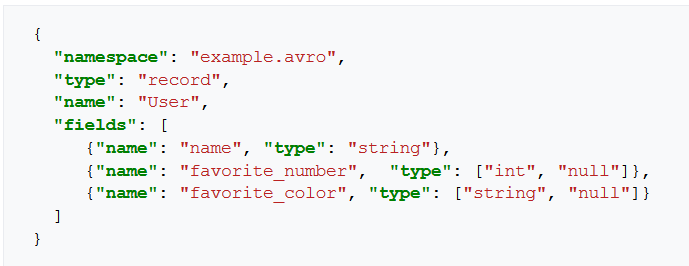 {
  "namespace": "example.avro",
  "type": "record",
  "name": "User",
  "fields": [
     {"name": "name", "type": "string"},
     {"name": "favorite_number",  "type": ["int", "null"]},
     {"name": "favorite_color", "type": ["string", "null"]}
  ]
}